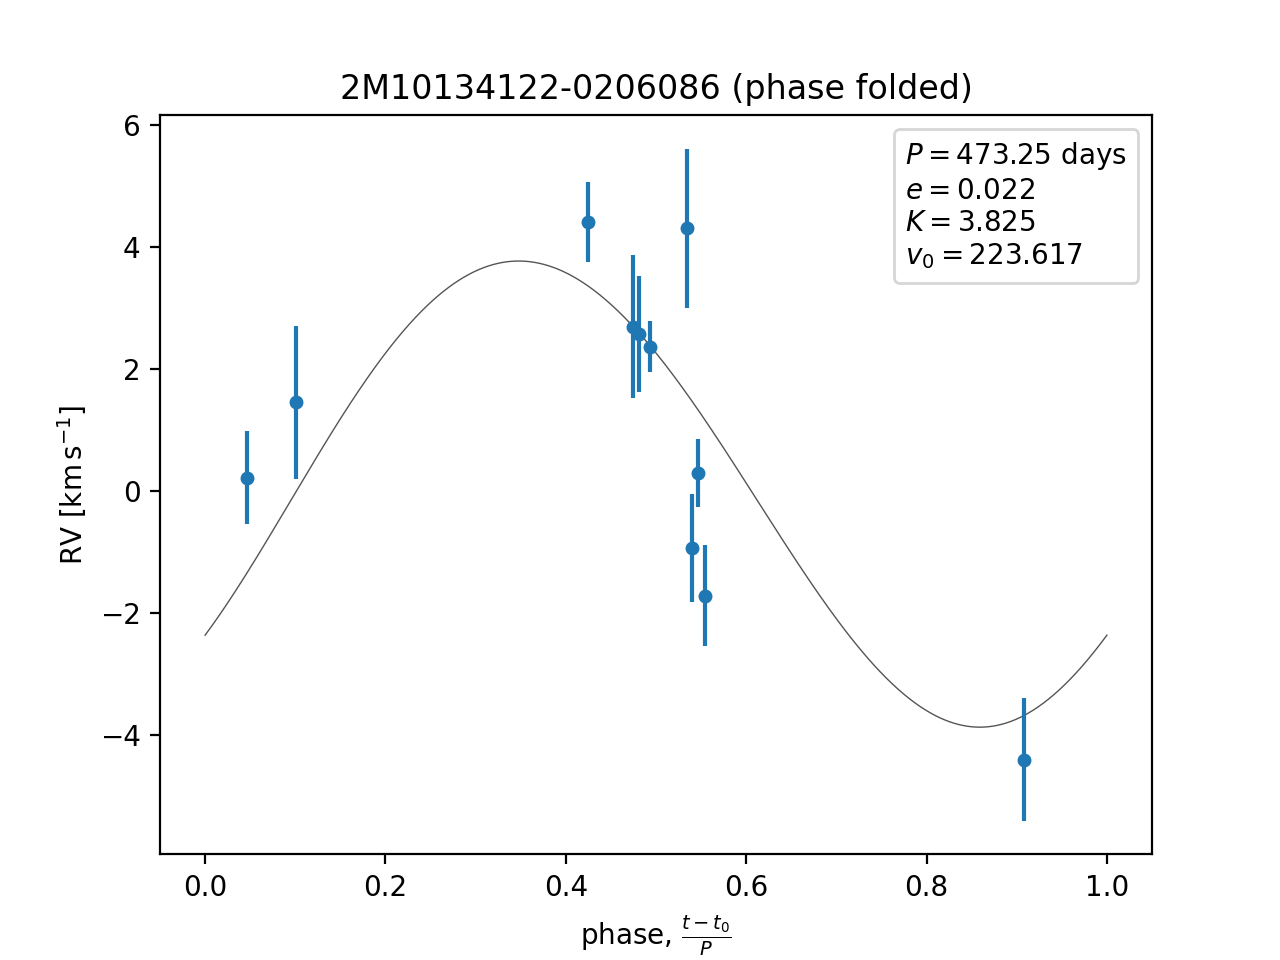 2M10134122-0206086 (phase folded)
P = 473.25 days
e = 0.022
K = 3.825
v₀ = 223.617
6
4
2
0
−2
−4
RV [km s⁻¹]
0.0 0.2 0.4 0.6 0.8 1.0
phase, (t − t₀)/P